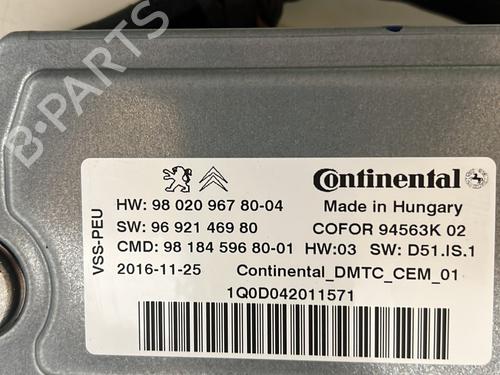 B-PARTS
VSS-PEU
Continental
HW: 98 020 967 80-04 Made in Hungary
SW: 96 921 469 80 COFOR 94563K 02
CMD: 98 184 596 80-01 HW:03 SW: D51.IS.1
2016-11-25 Continental_DMTC_CEM_01
1Q0D042011571